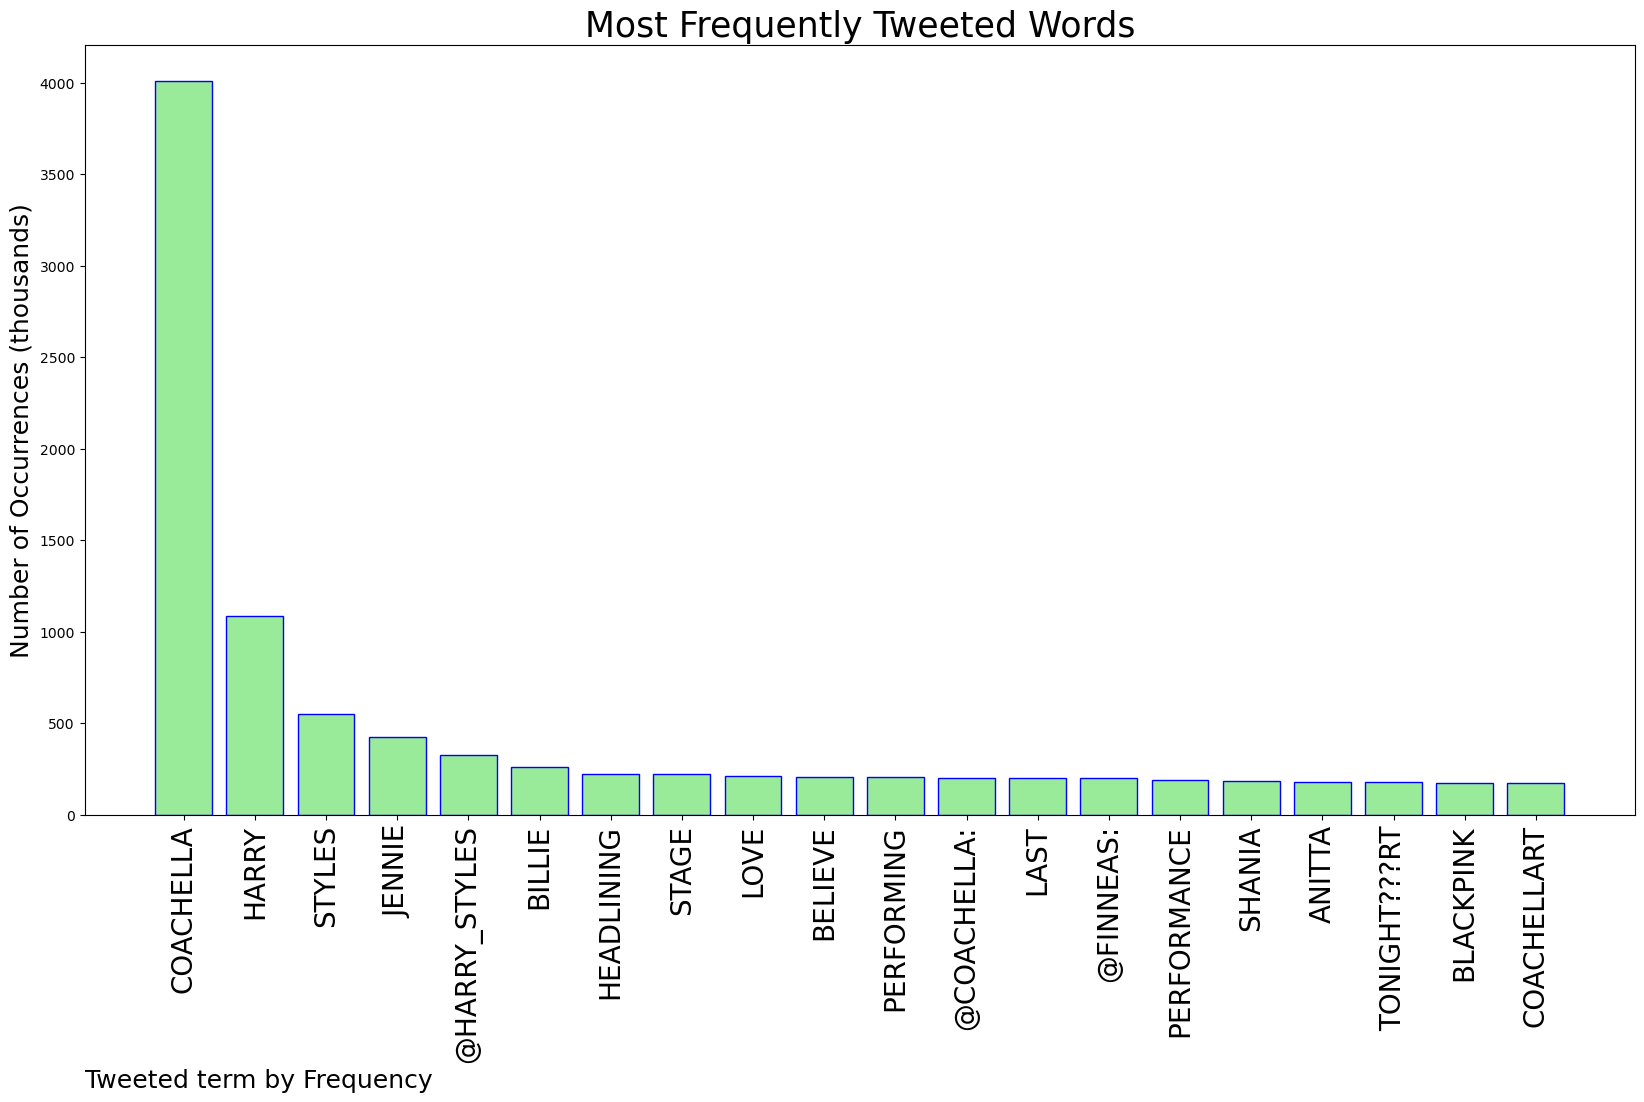 Most Frequently Tweeted Words
Number of Occurrences (thousands)
4000
3500
3000
2500
2000
1500
1000
500
0
COACHELLA
HARRY
STYLES
JENNIE
@HARRY_STYLES
BILLIE
HEADLINING
STAGE
LOVE
BELIEVE
PERFORMING
@COACHELLA:
LAST
@FINNEAS:
PERFORMANCE
SHANIA
ANITTA
TONIGHT???RT
BLACKPINK
COACHELLART
Tweeted term by Frequency